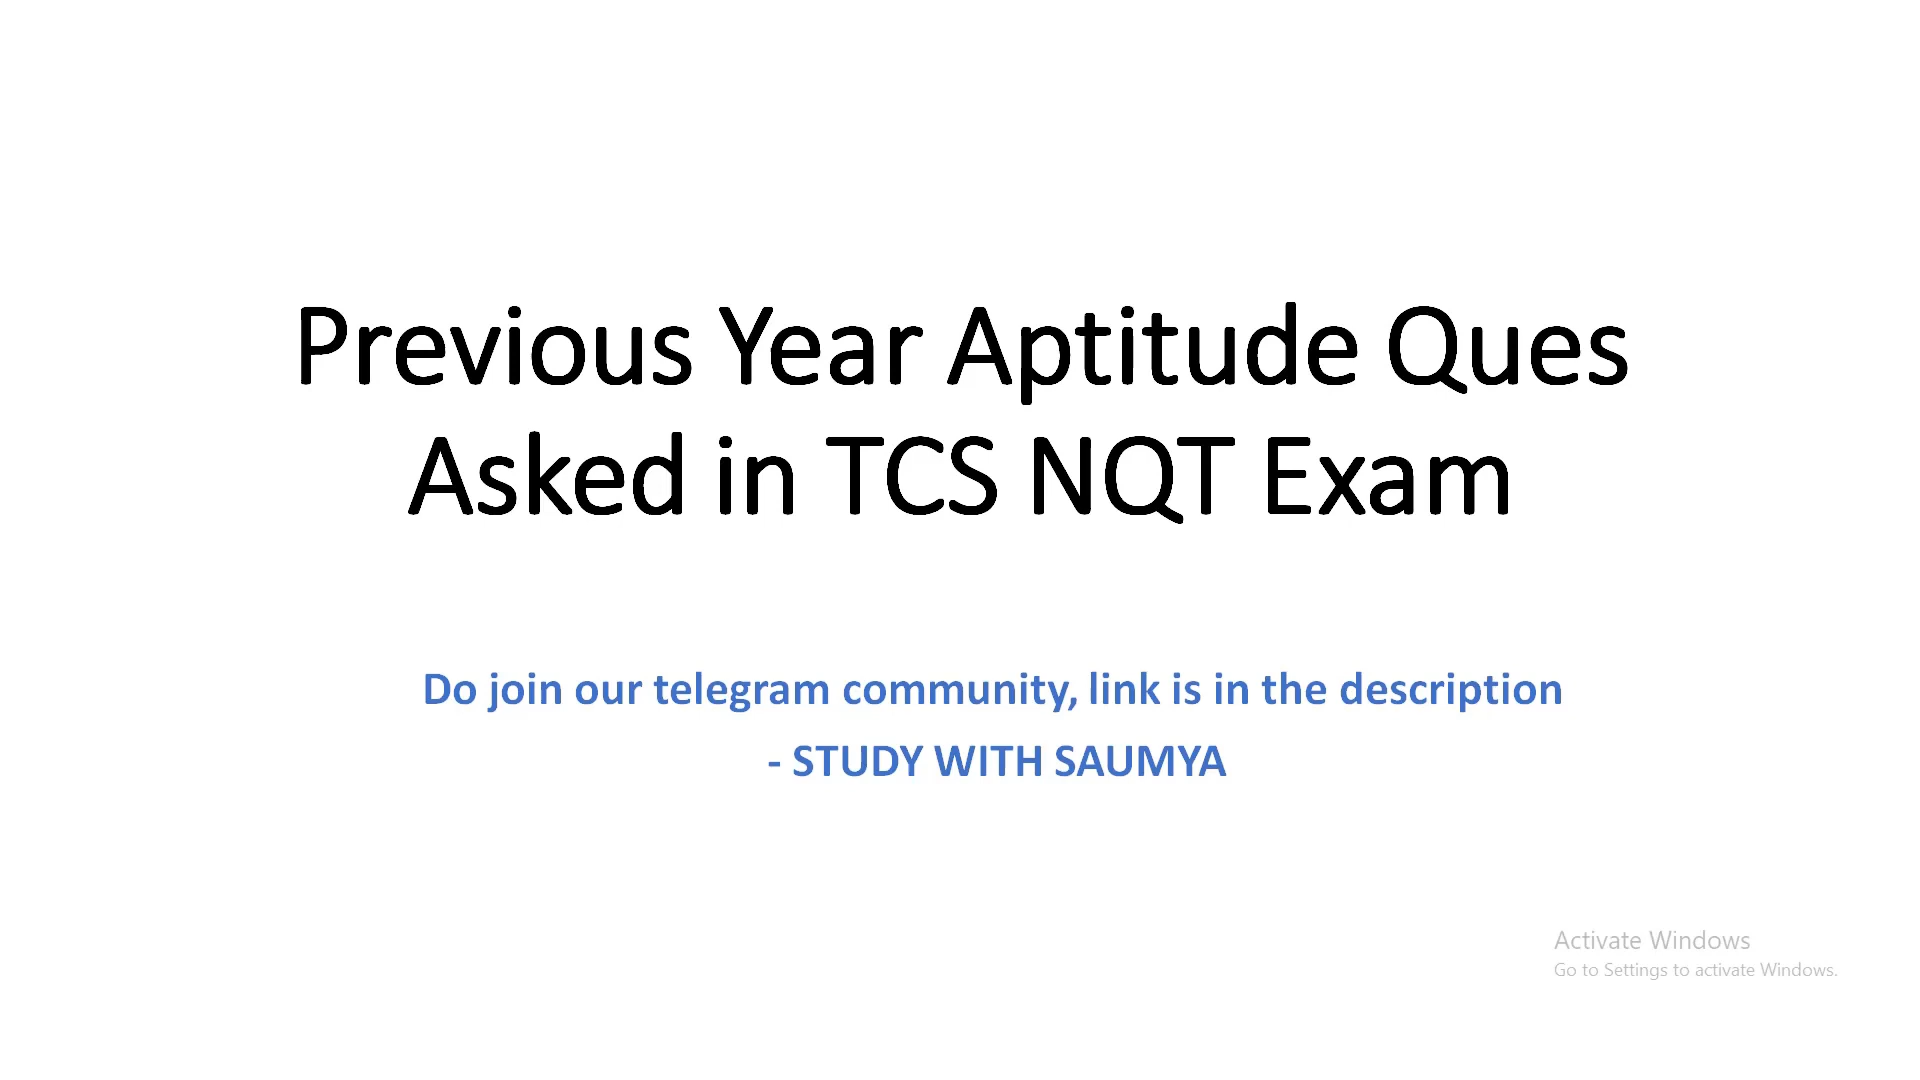 Previous Year Aptitude Ques
Asked in TCS NQT Exam
Do join our telegram community, link is in the description
- STUDY WITH SAUMYA
Activate Windows
Go to Settings to activate Windows.